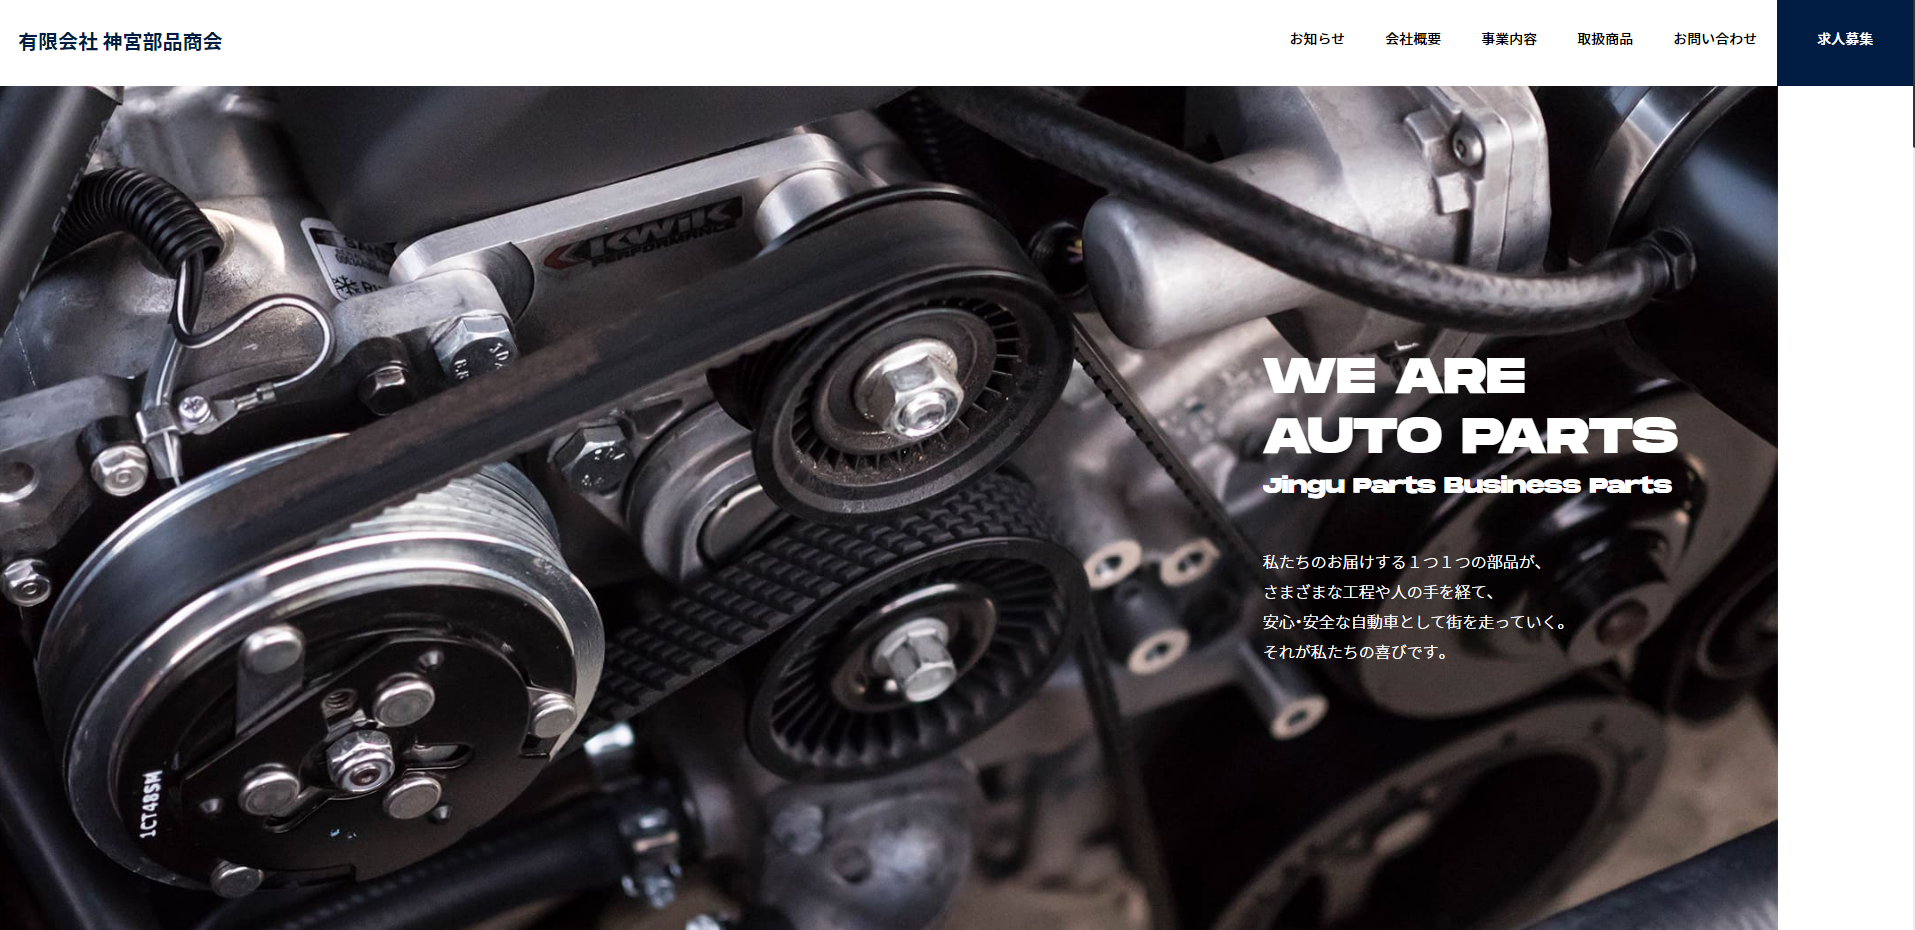 有限会社 神宮部品商会
お知らせ
会社概要
事業内容
取扱商品
お問い合わせ
求人募集
KWiK
PERFORMANCE
WE ARE
AUTO PARTS
Jingu Parts Business Parts
私たちのお届けする１つ１つの部品が、
さまざまな工程や人の手を経て、
安心・安全な自動車として街を走っていく。
それが私たちの喜びです。
1CT48SM